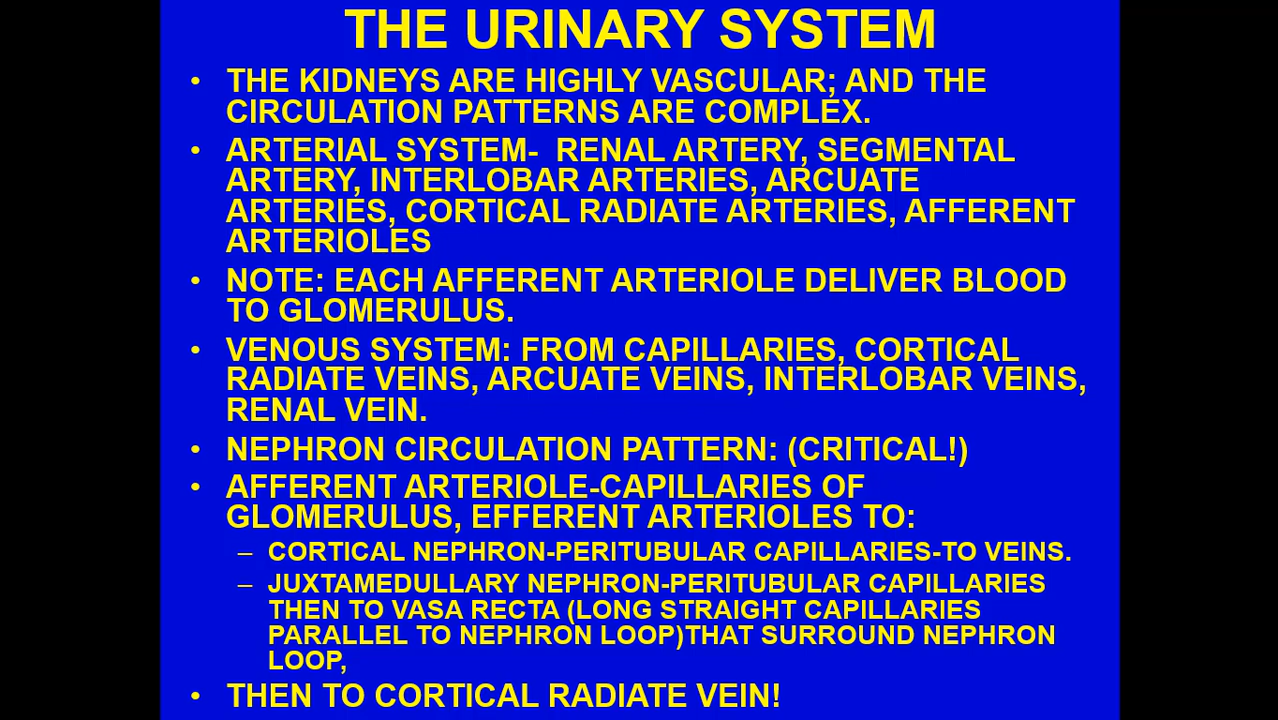 THE URINARY SYSTEM
• THE KIDNEYS ARE HIGHLY VASCULAR; AND THE
CIRCULATION PATTERNS ARE COMPLEX.
• ARTERIAL SYSTEM- RENAL ARTERY, SEGMENTAL
ARTERY, INTERLOBAR ARTERIES, ARCUATE
ARTERIES, CORTICAL RADIATE ARTERIES, AFFERENT
ARTERIOLES
• NOTE: EACH AFFERENT ARTERIOLE DELIVER BLOOD
TO GLOMERULUS.
• VENOUS SYSTEM: FROM CAPILLARIES, CORTICAL
RADIATE VEINS, ARCUATE VEINS, INTERLOBAR VEINS,
RENAL VEIN.
• NEPHRON CIRCULATION PATTERN: (CRITICAL!)
• AFFERENT ARTERIOLE-CAPILLARIES OF
GLOMERULUS, EFFERENT ARTERIOLES TO:
– CORTICAL NEPHRON-PERITUBULAR CAPILLARIES-TO VEINS.
– JUXTAMEDULLARY NEPHRON-PERITUBULAR CAPILLARIES
THEN TO VASA RECTA (LONG STRAIGHT CAPILLARIES
PARALLEL TO NEPHRON LOOP)THAT SURROUND NEPHRON
LOOP,
• THEN TO CORTICAL RADIATE VEIN!